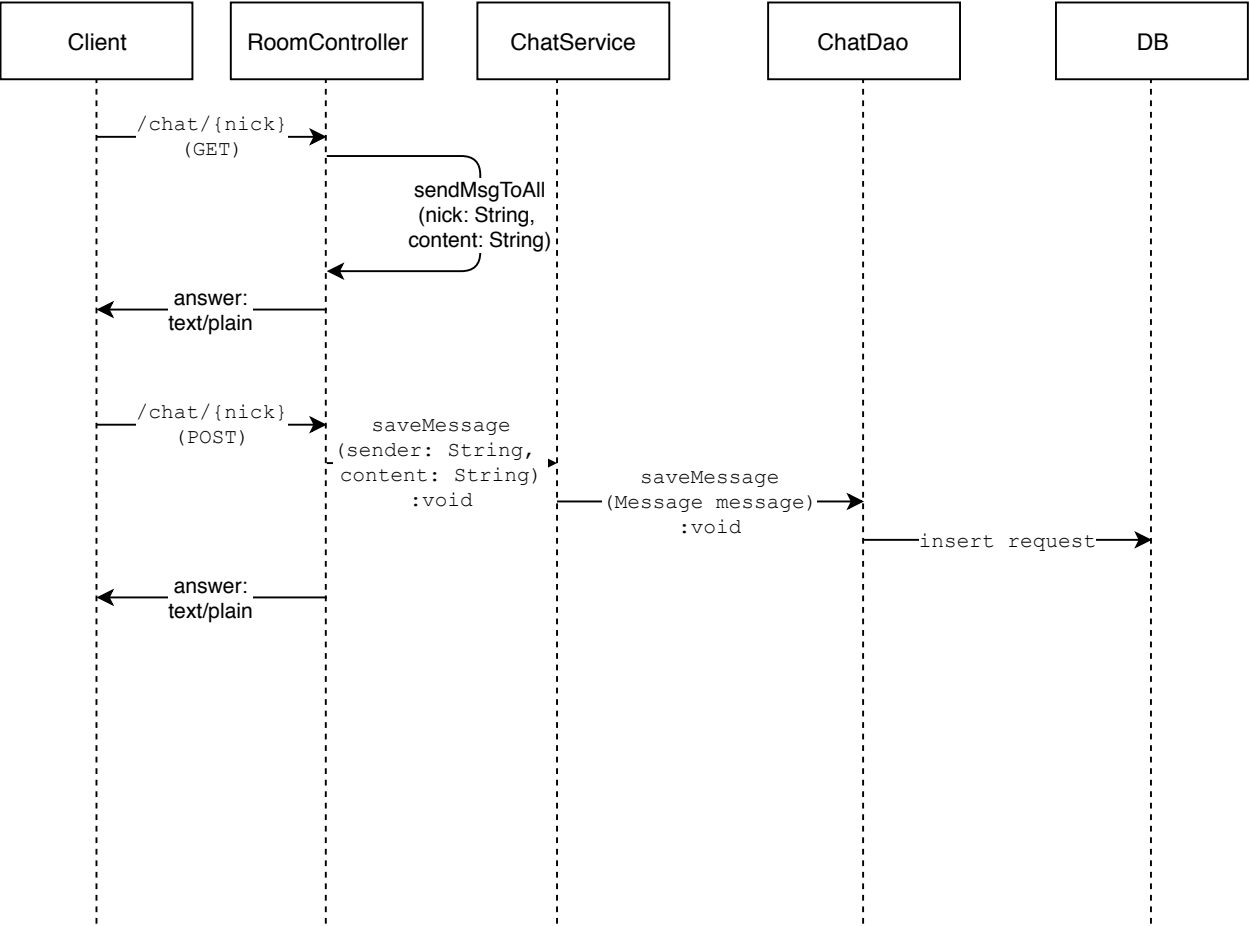 Client
RoomController
ChatService
ChatDao
DB
/chat/{nick}
(GET)
sendMsgToAll
(nick: String,
content: String)
answer:
text/plain
/chat/{nick}
(POST)
saveMessage
(sender: String,
content: String)
:void
saveMessage
(Message message)
:void
insert request
answer:
text/plain